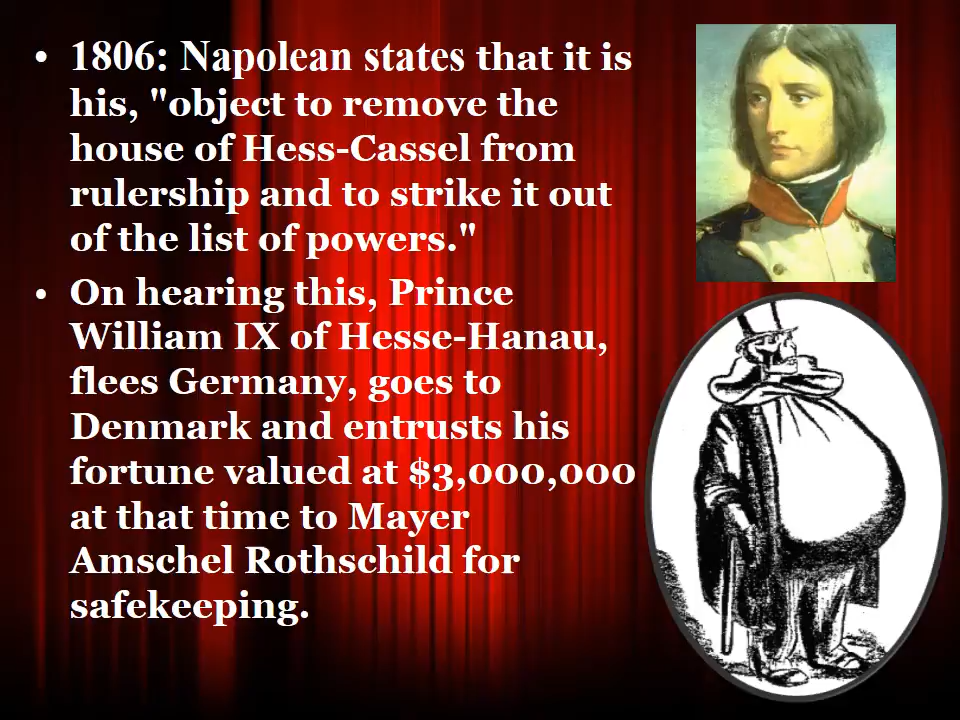 • 1806: Napolean states that it is
his, "object to remove the
house of Hess-Cassel from
rulership and to strike it out
of the list of powers."
• On hearing this, Prince
William IX of Hesse-Hanau,
flees Germany, goes to
Denmark and entrusts his
fortune valued at $3,000,000
at that time to Mayer
Amschel Rothschild for
safekeeping.